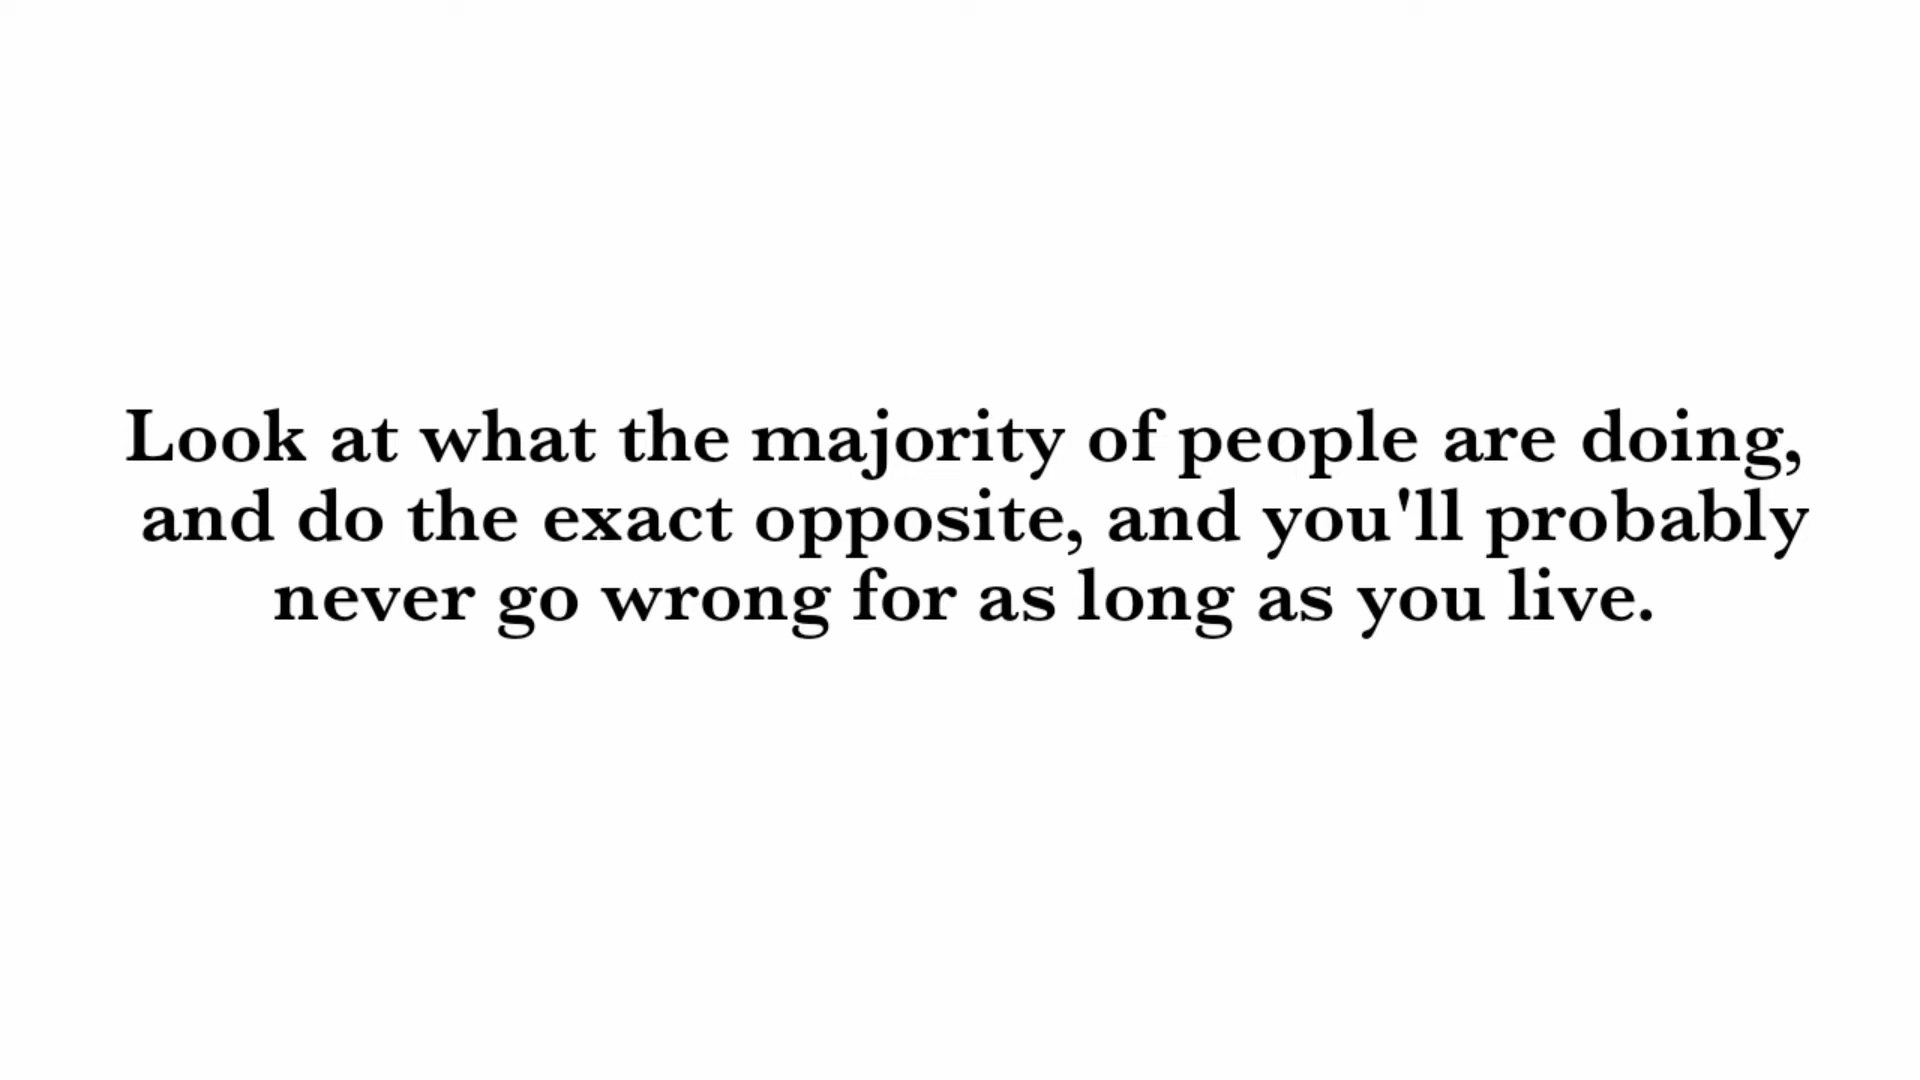 Look at what the majority of people are doing,
and do the exact opposite, and you'll probably
never go wrong for as long as you live.